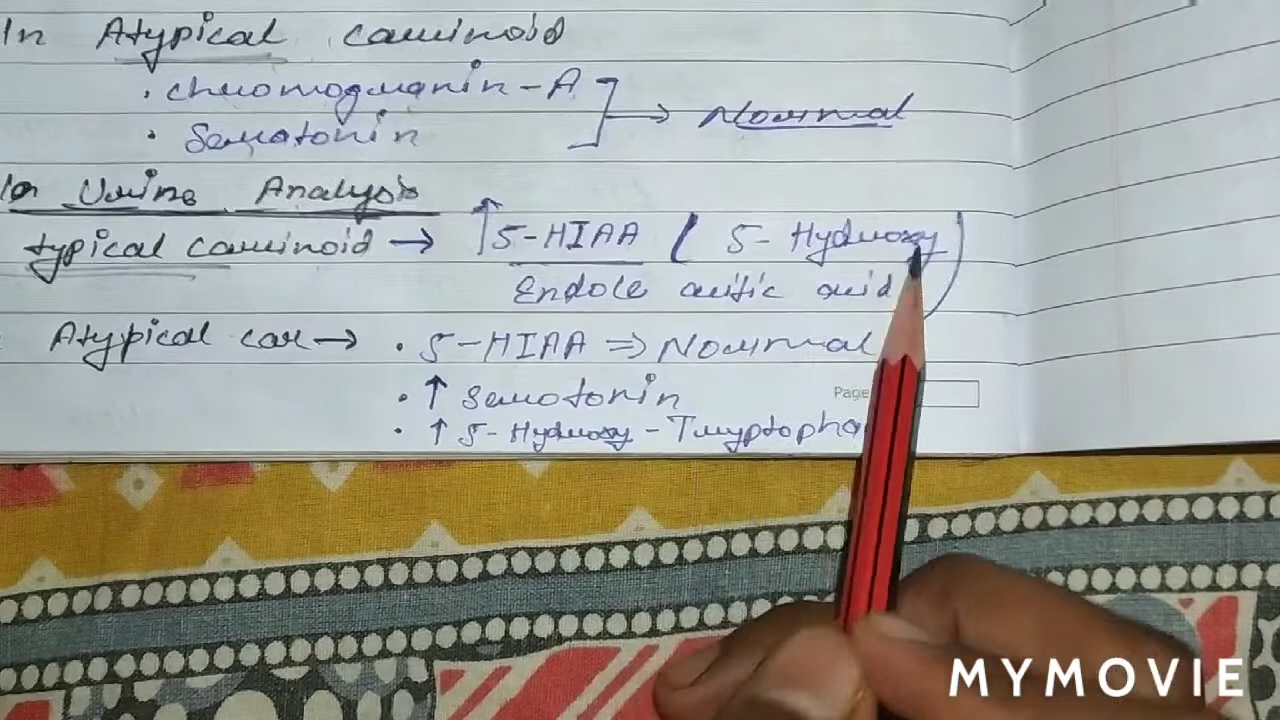 In Atypical carcinoid
• chromogranin-A
• Serotonin → Normal
In Urine Analysis
typical carcinoid → ↑ 5-HIAA ( 5-Hydroxy
Endole acitic acid )
Atypical car → • 5-HIAA ⇒ Normal
• ↑ serotonin
Page
• ↑ 5-Hydroxy-Tryptopha
MYMOVIE